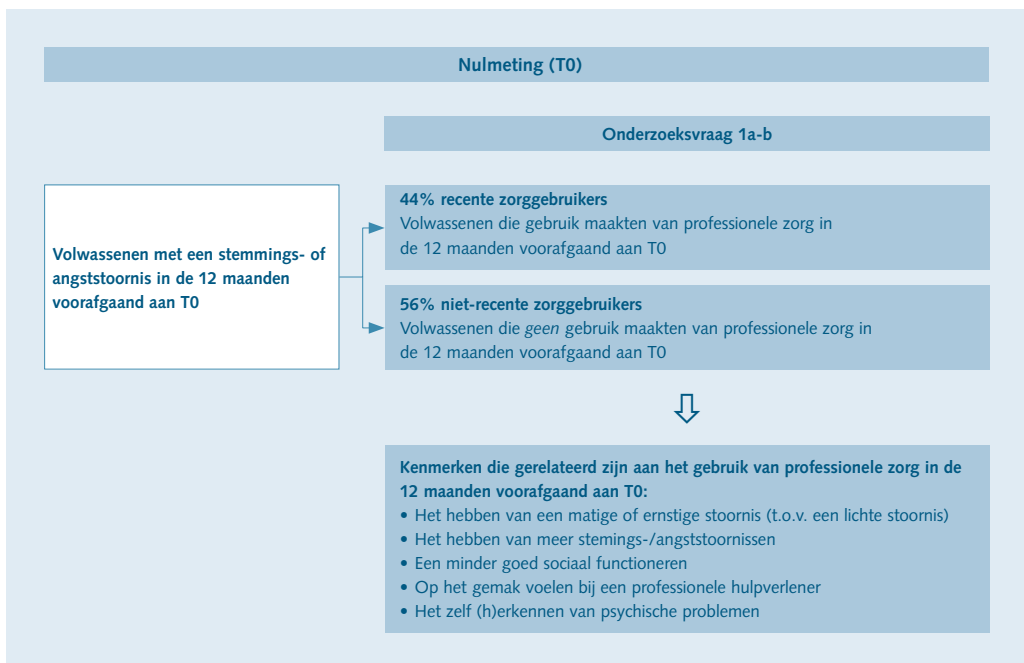 Nulmeting (T0)
Onderzoeksvraag 1a-b
Volwassenen met een stemmings- of
angststoornis in de 12 maanden
voorafgaand aan T0
44% recente zorggebruikers
Volwassenen die gebruik maakten van professionele zorg in
de 12 maanden voorafgaand aan T0
56% niet-recente zorggebruikers
Volwassenen die geen gebruik maakten van professionele zorg in
de 12 maanden voorafgaand aan T0
Kenmerken die gerelateerd zijn aan het gebruik van professionele zorg in de
12 maanden voorafgaand aan T0:
• Het hebben van een matige of ernstige stoornis (t.o.v. een lichte stoornis)
• Het hebben van meer stemings-/angststoornissen
• Een minder goed sociaal functioneren
• Op het gemak voelen bij een professionele hulpverlener
• Het zelf (h)erkennen van psychische problemen